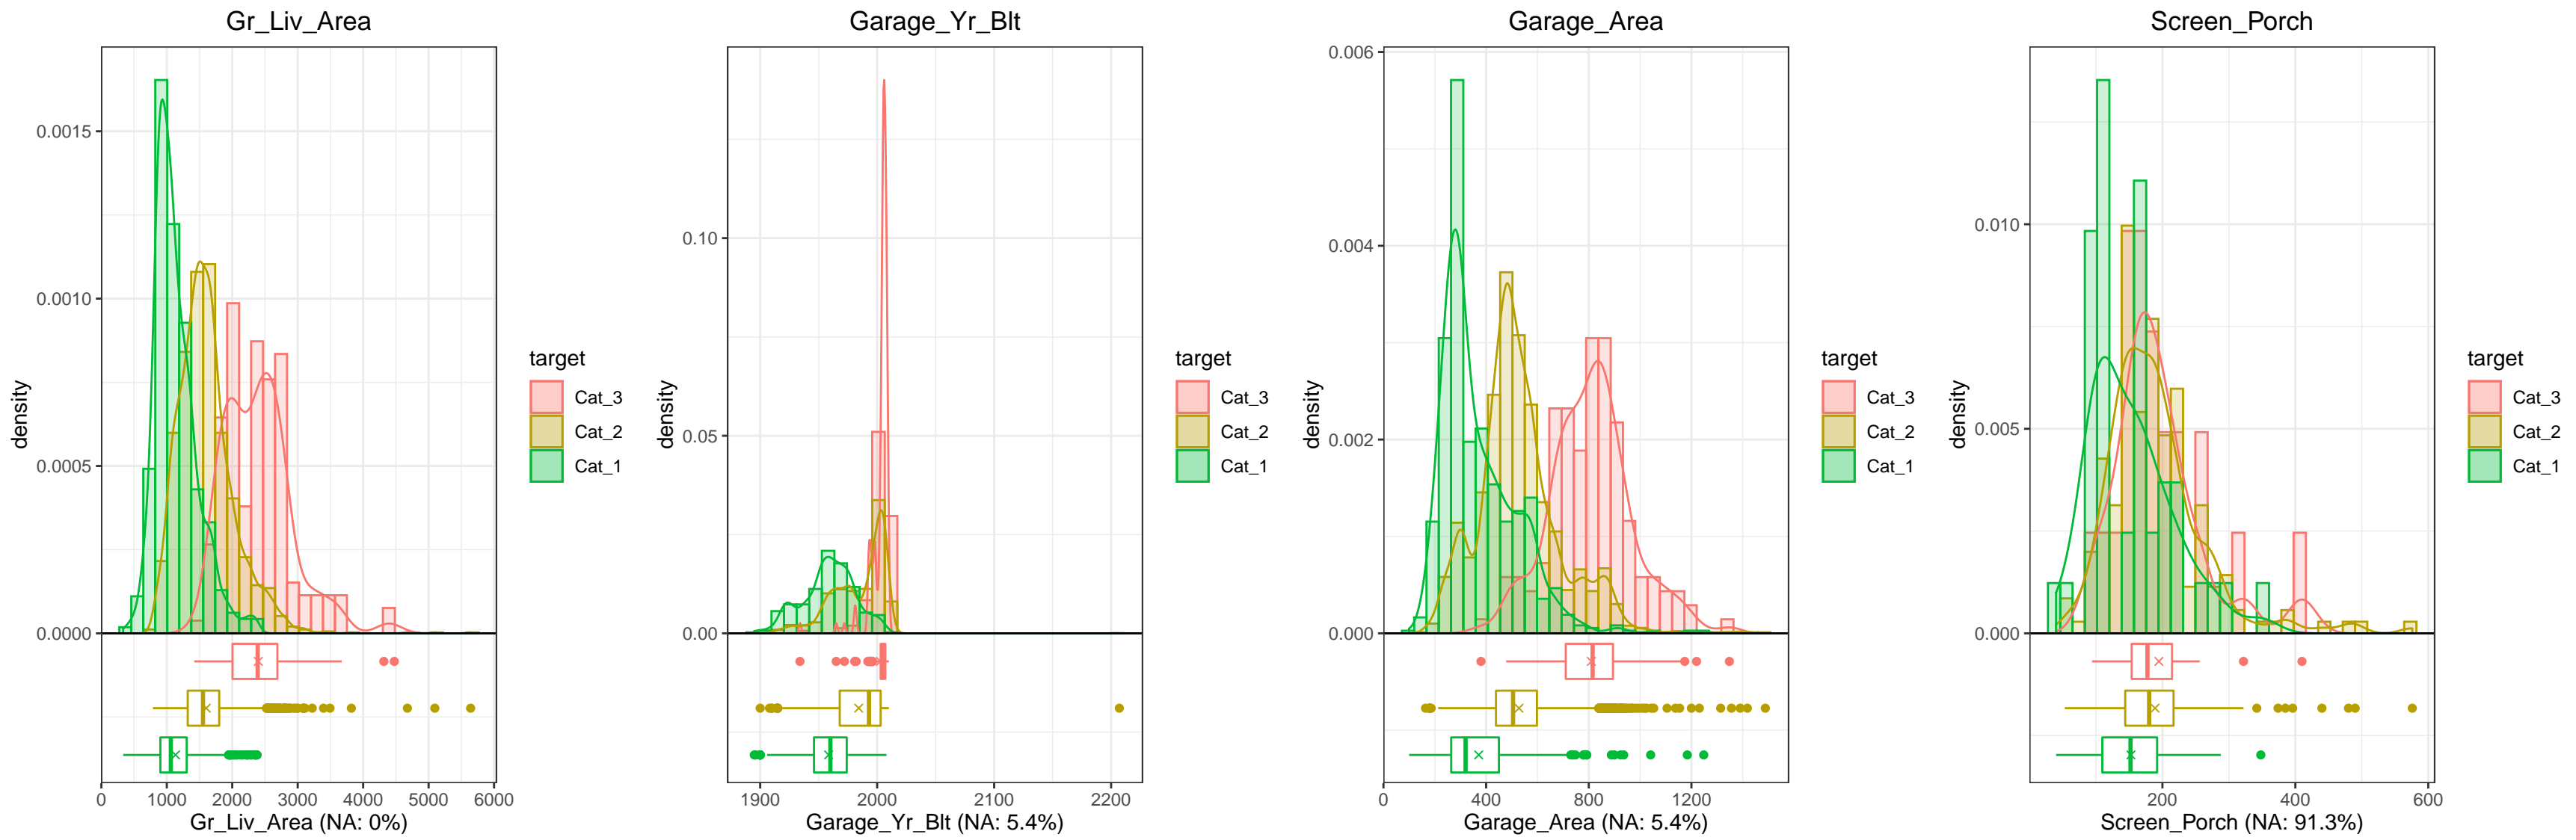 Gr_Liv_Area
density
0.0015
0.0010
0.0005
0.0000
0 1000 2000 3000 4000 5000 6000
Gr_Liv_Area (NA: 0%)
target
Cat_3
Cat_2
Cat_1
Garage_Yr_Blt
density
0.10
0.05
0.00
1900 2000 2100 2200
Garage_Yr_Blt (NA: 5.4%)
target
Cat_3
Cat_2
Cat_1
Garage_Area
density
0.006
0.004
0.002
0.000
0 400 800 1200
Garage_Area (NA: 5.4%)
target
Cat_3
Cat_2
Cat_1
Screen_Porch
density
0.010
0.005
0.000
200 400 600
Screen_Porch (NA: 91.3%)
target
Cat_3
Cat_2
Cat_1